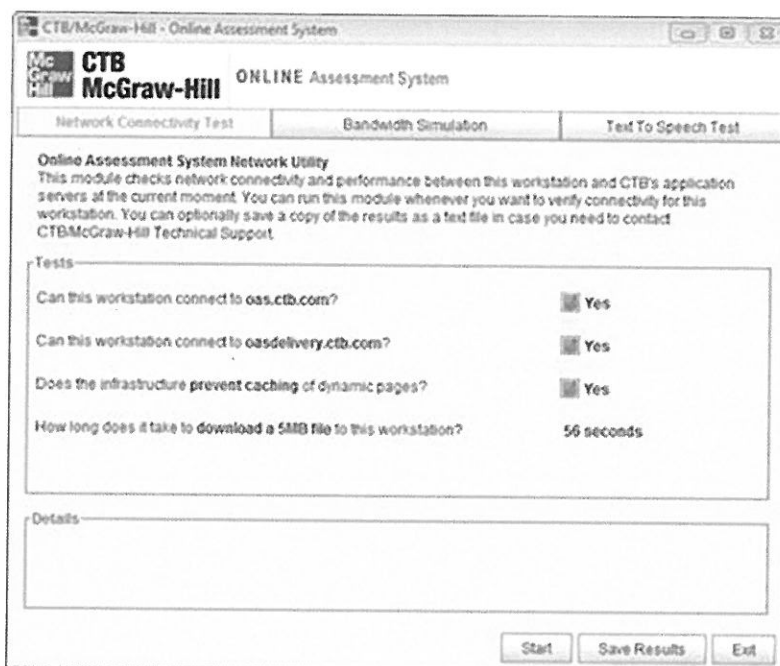 CTB/McGraw-Hill - Online Assessment System
Mc
Graw
Hill
CTB
McGraw-Hill
ONLINE Assessment System
Network Connectivity Test
Bandwidth Simulation
Text To Speech Test
Online Assessment System Network Utility
This module checks network connectivity and performance between this workstation and CTB's application
servers at the current moment. You can run this module whenever you want to verify connectivity for this
workstation. You can optionally save a copy of the results as a text file in case you need to contact
CTB/McGraw-Hill Technical Support.
Tests
Can this workstation connect to oas.ctb.com?
Yes
Can this workstation connect to oasdelivery.ctb.com?
Yes
Does the infrastructure prevent caching of dynamic pages?
Yes
How long does it take to download a 5MB file to this workstation?
56 seconds
Details
Start
Save Results
Exit